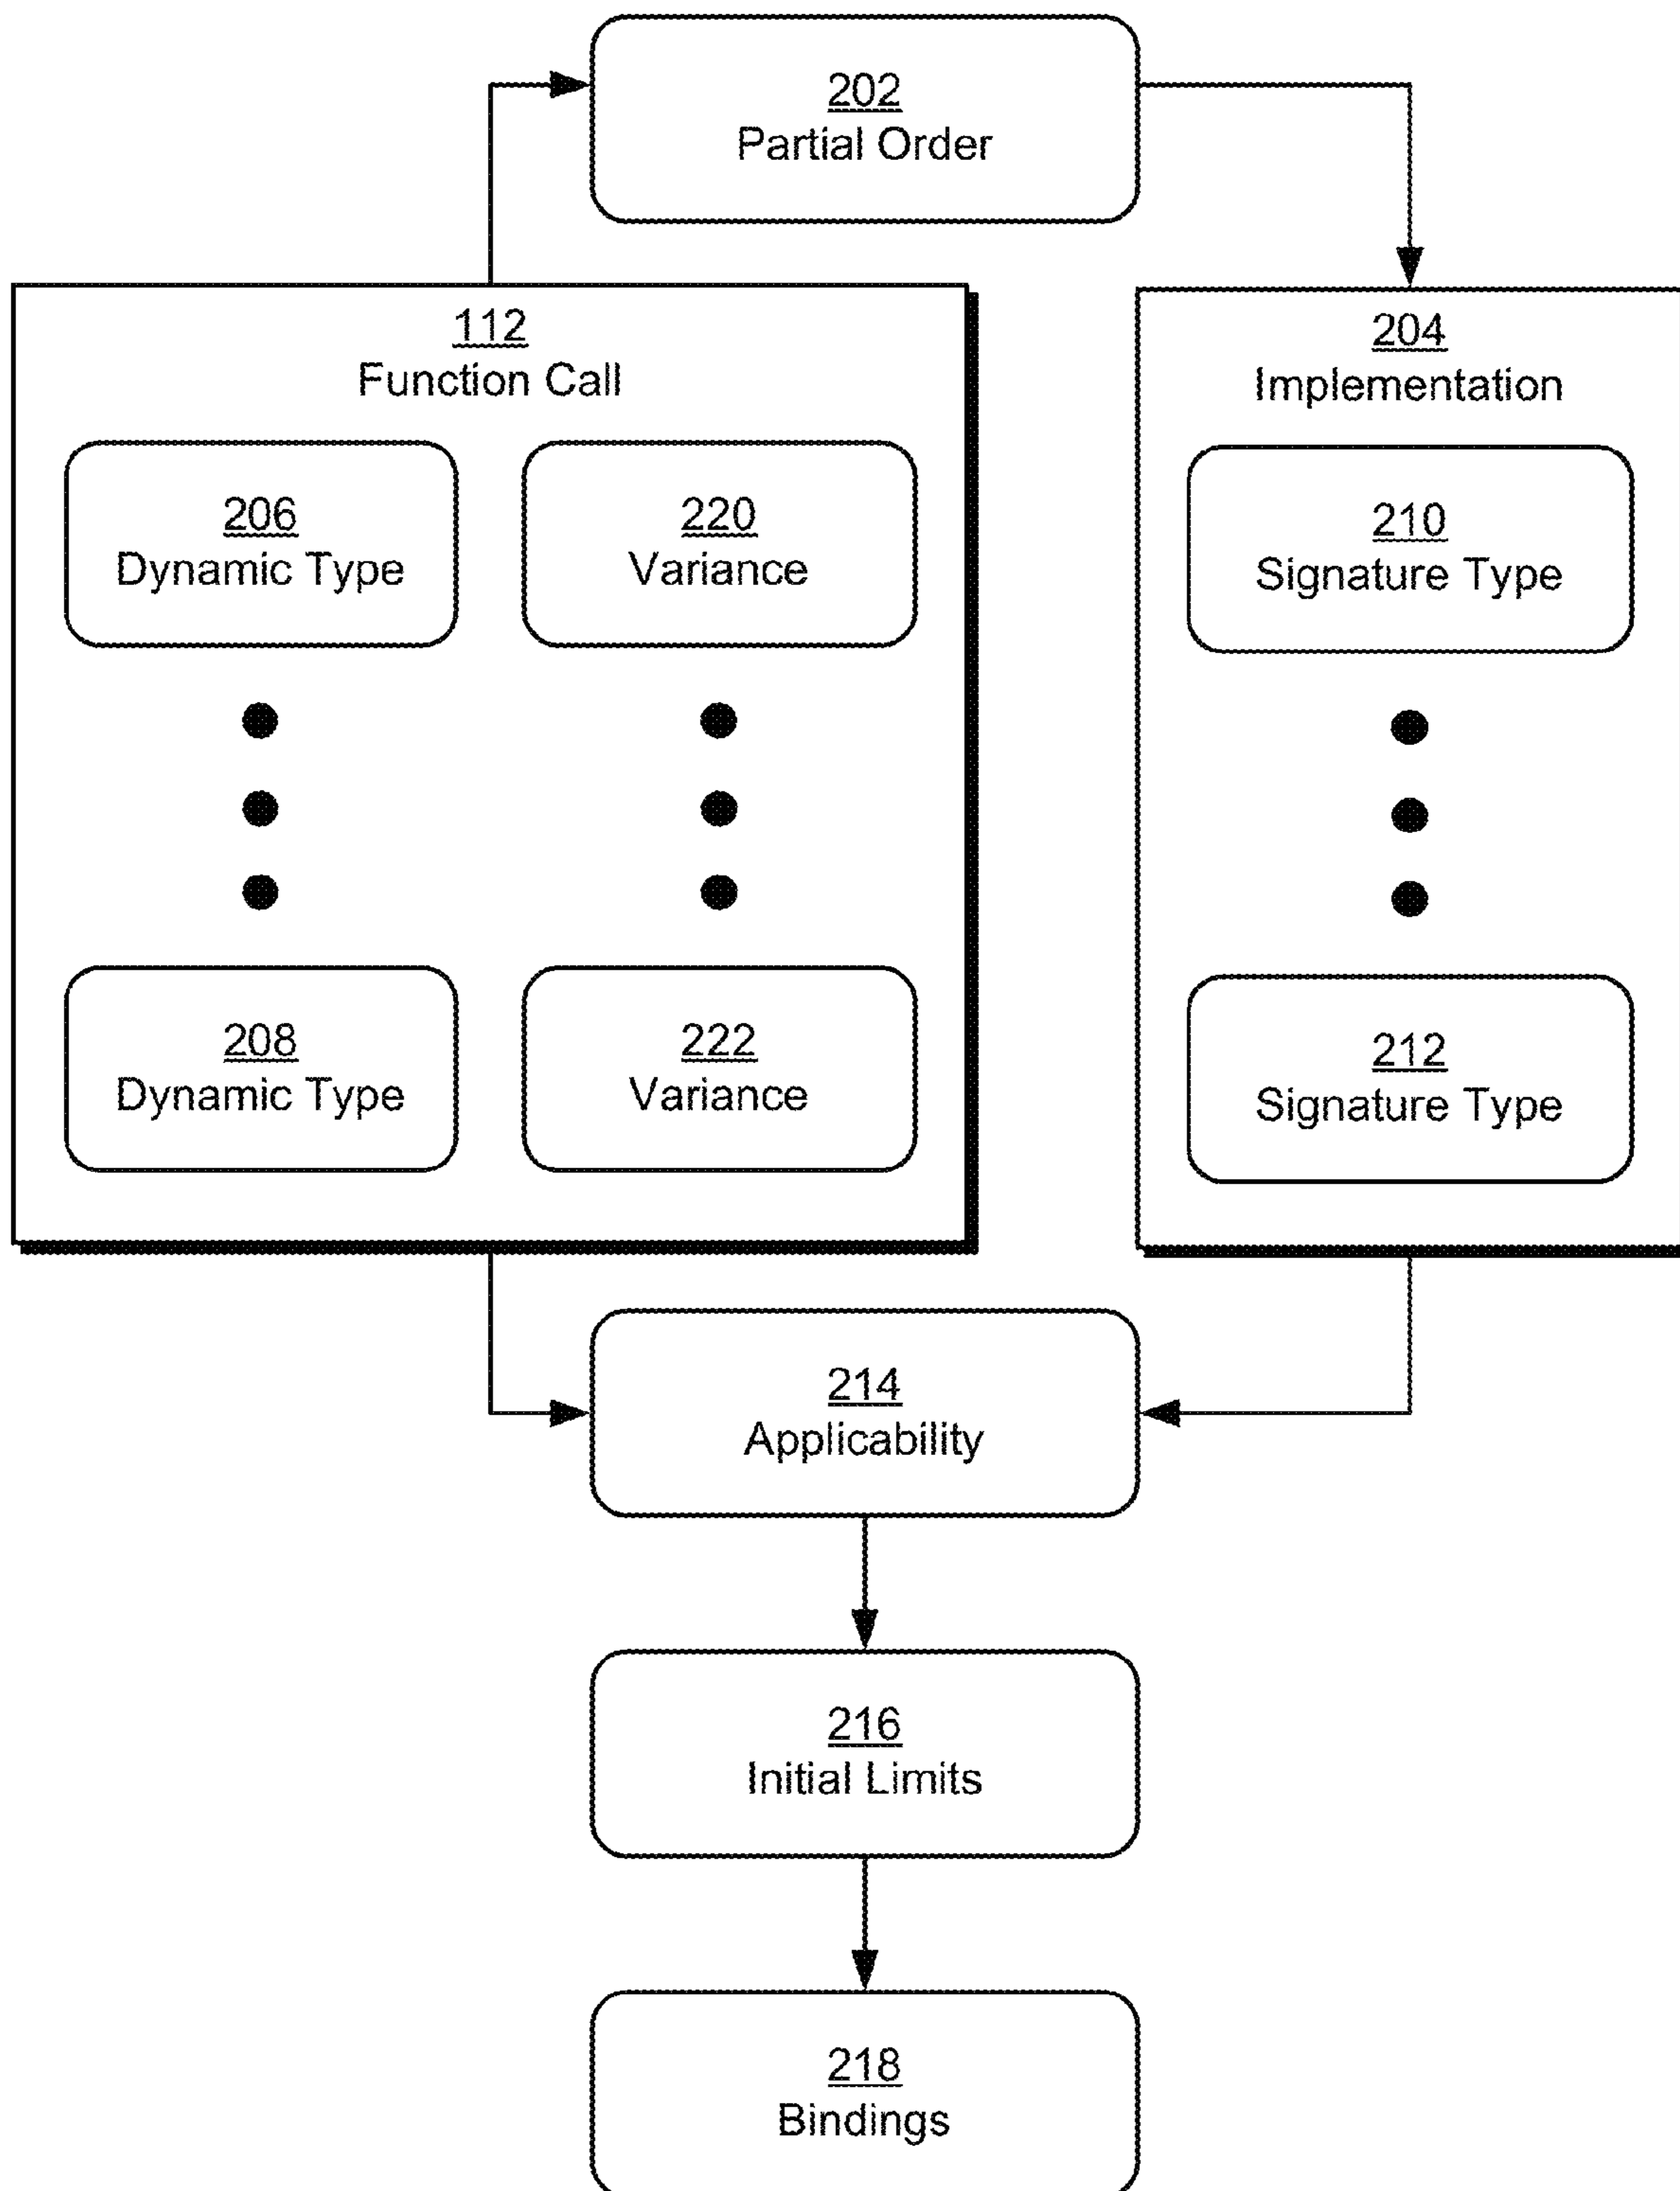 202
Partial Order
112
Function Call
206
Dynamic Type
220
Variance
208
Dynamic Type
222
Variance
204
Implementation
210
Signature Type
212
Signature Type
214
Applicability
216
Initial Limits
218
Bindings